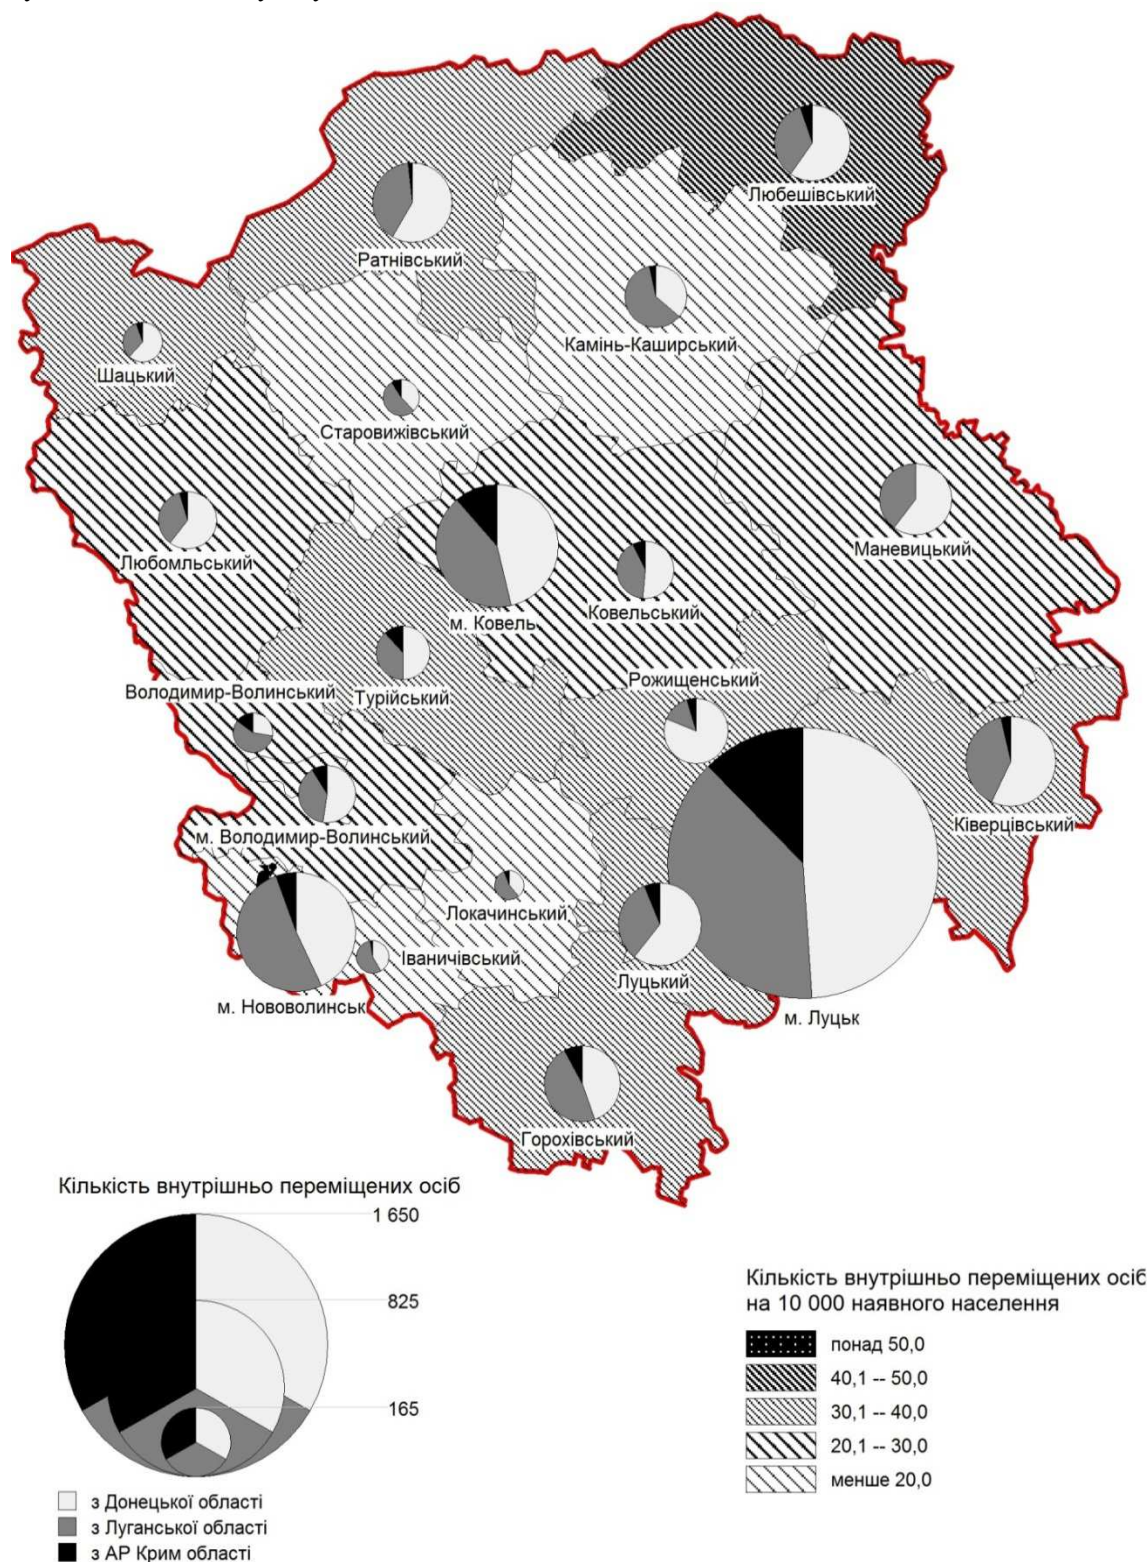 Любешівський
Ратнівський
Камінь-Каширський
Шацький
Старовижівський
Маневицький
Любомльський
м. Ковель
Ковельський
Рожищенський
Володимир-Волинський
Турійський
Ківерцівський
м. Володимир-Волинський
Локачинський
Іваничівський
Луцький
м. Нововолинськ
м. Луцьк
Горохівський
Кількість внутрішньо переміщених осіб
1 650
825
165
з Донецької області
з Луганської області
з АР Крим області
Кількість внутрішньо переміщених осіб
на 10 000 наявного населення
понад 50,0
40,1 -- 50,0
30,1 -- 40,0
20,1 -- 30,0
менше 20,0